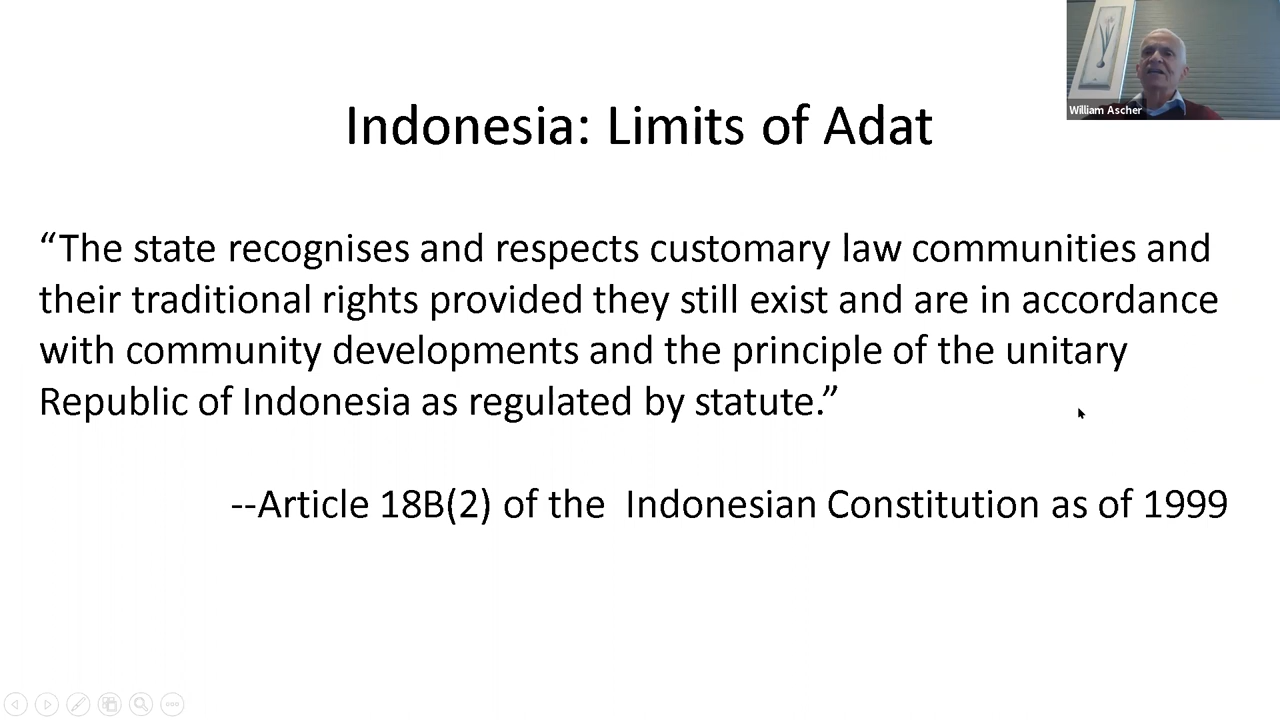 William Ascher
Indonesia: Limits of Adat
“The state recognises and respects customary law communities and
their traditional rights provided they still exist and are in accordance
with community developments and the principle of the unitary
Republic of Indonesia as regulated by statute.”
--Article 18B(2) of the  Indonesian Constitution as of 1999